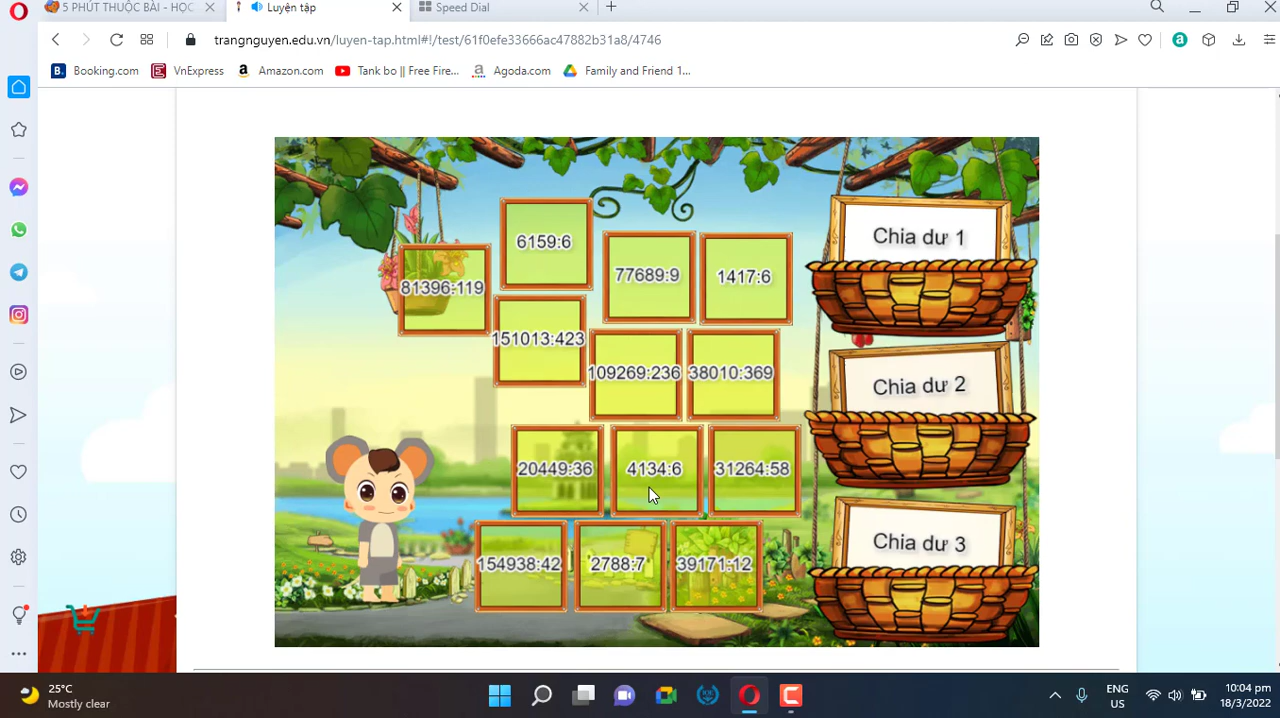 5 PHÚT THUỘC BÀI - HỌC
Luyện tập
Speed Dial
trangnguyen.edu.vn/luyen-tap.html#!/test/61f0efe33666ac47882b31a8/4746
B. Booking.com
VnExpress
Amazon.com
Tank bo || Free Fire...
Agoda.com
Family and Friend 1...
6159:6
77689:9
1417:6
81396:119
151013:423
109269:236
38010:369
20449:36
4134:6
31264:58
154938:42
2788:7
39171:12
Chia dư 1
Chia dư 2
Chia dư 3
25°C
Mostly clear
ENG
US
10:04 pm
18/3/2022